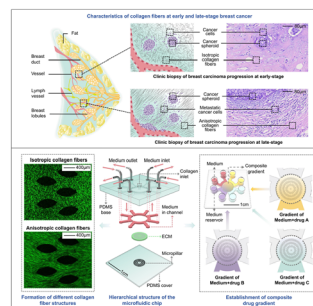 Characteristics of collagen fibers at early and late-stage breast cancer
Fat
Breast
duct
Vessel
Lymph
vessel
Breast
lobules
Cancer
cells
Cancer
spheroid
Isotropic
collagen
fibers
Clinic biopsy of breast carcinoma progression at early-stage
Cancer
spheroid
Metastatic
cancer cells
Anisotropic
collagen
fibers
Clinic biopsy of breast carcinoma progression at late-stage
Isotropic collagen fibers
400μm
Anisotropic collagen fibers
400μm
Formation of different collagen
fiber structures
Medium outlet
Medium inlet
Collagen
inlet
PDMS
base
Medium
in channel
ECM
Micropillar
1cm
PDMS cover
Hierarchical structure of the
microfluidic chip
Medium
Composite
gradient
1cm
Medium
reservoir
Gradient of
Medium+drug A
Gradient of
Medium+drug B
Gradient of
Medium+drug C
Establishment of composite
drug gradient